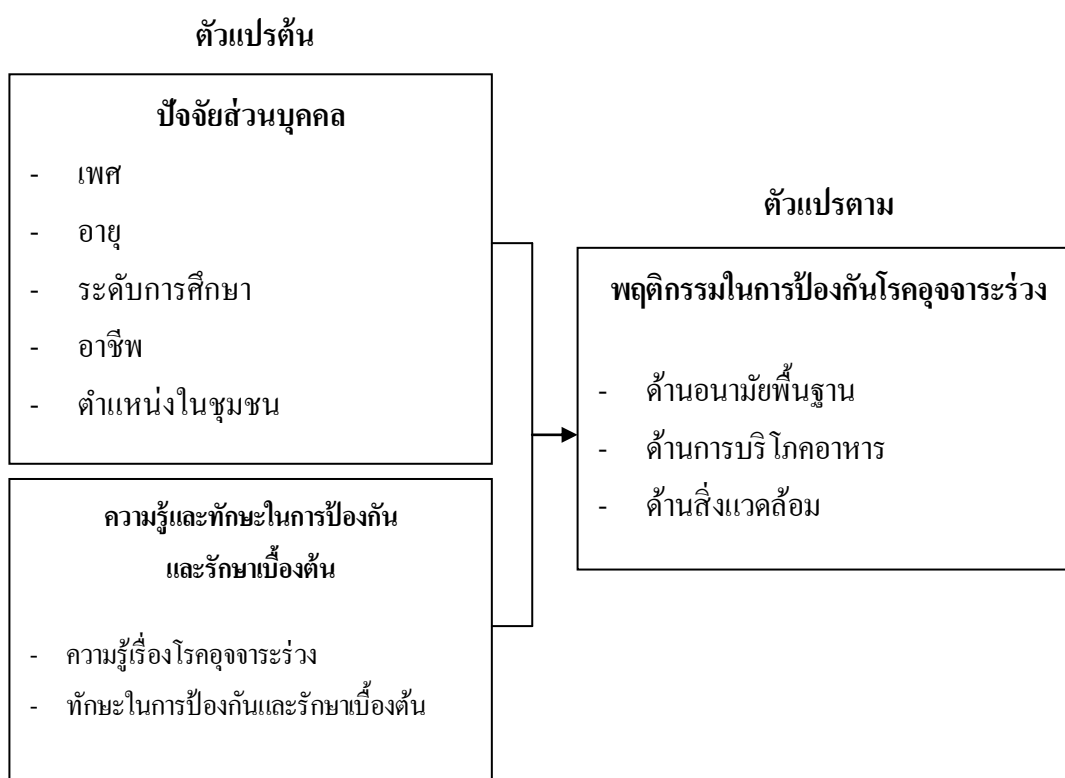 ตัวแปรต้น
ปัจจัยส่วนบุคคล
- เพศ
- อายุ
- ระดับการศึกษา
- อาชีพ
- ตำแหน่งในชุมชน
ความรู้และทักษะในการป้องกัน
และรักษาเบื้องต้น
- ความรู้เรื่องโรคอุจจาระร่วง
- ทักษะในการป้องกันและรักษาเบื้องต้น
ตัวแปรตาม
พฤติกรรมในการป้องกันโรคอุจจาระร่วง
- ด้านอนามัยพื้นฐาน
- ด้านการบริโภคอาหาร
- ด้านสิ่งแวดล้อม